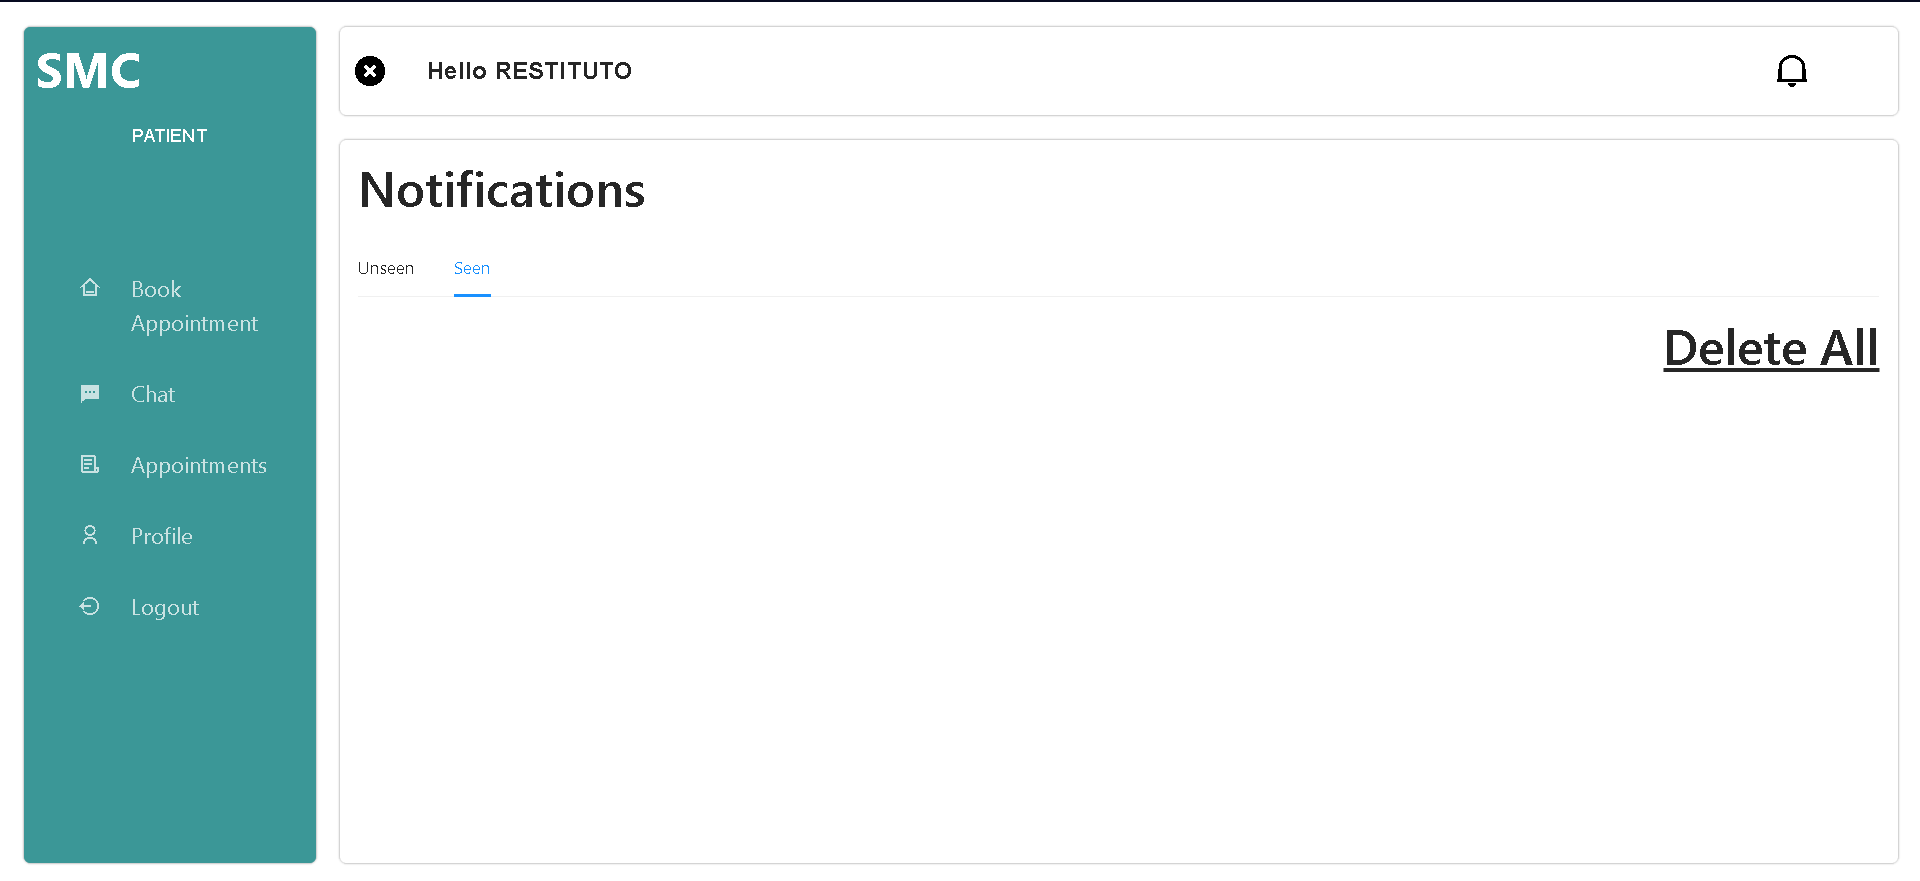 SMC
PATIENT
Book
Appointment
Chat
Appointments
Profile
Logout
Hello RESTITUTO
Notifications
Unseen
Seen
Delete All